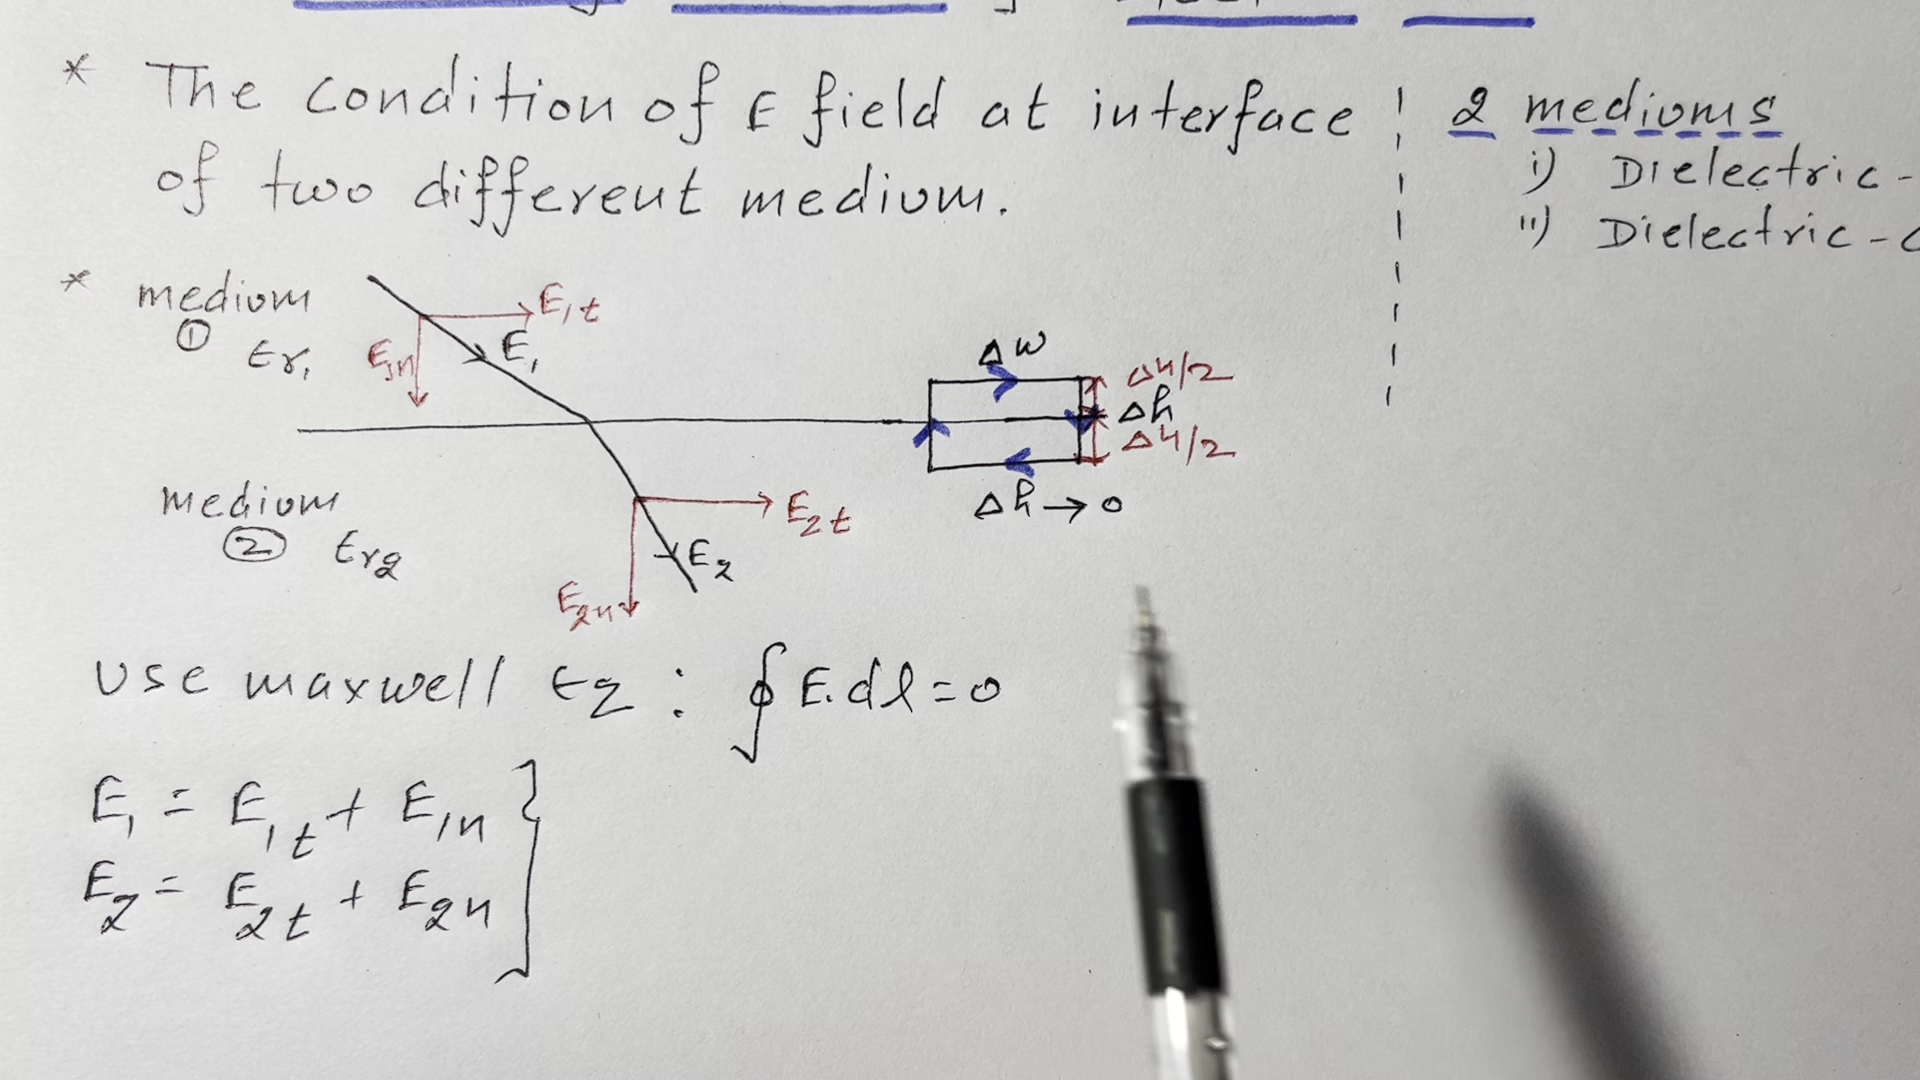 * The condition of E field at interface
of two different medium.
2 mediums
i) Dielectric -
ii) Dielectric -
* medium
① Er₁
E₁t
E₁n
E₁
Δw
Δh/2
Δh
Δh/2
Δh → 0
medium
② Er₂
E₂t
E₂
E₂n
Use maxwell Eq : ∮ E.dl = 0
E₁ = E₁t + E₁n
E₂ = E₂t + E₂n